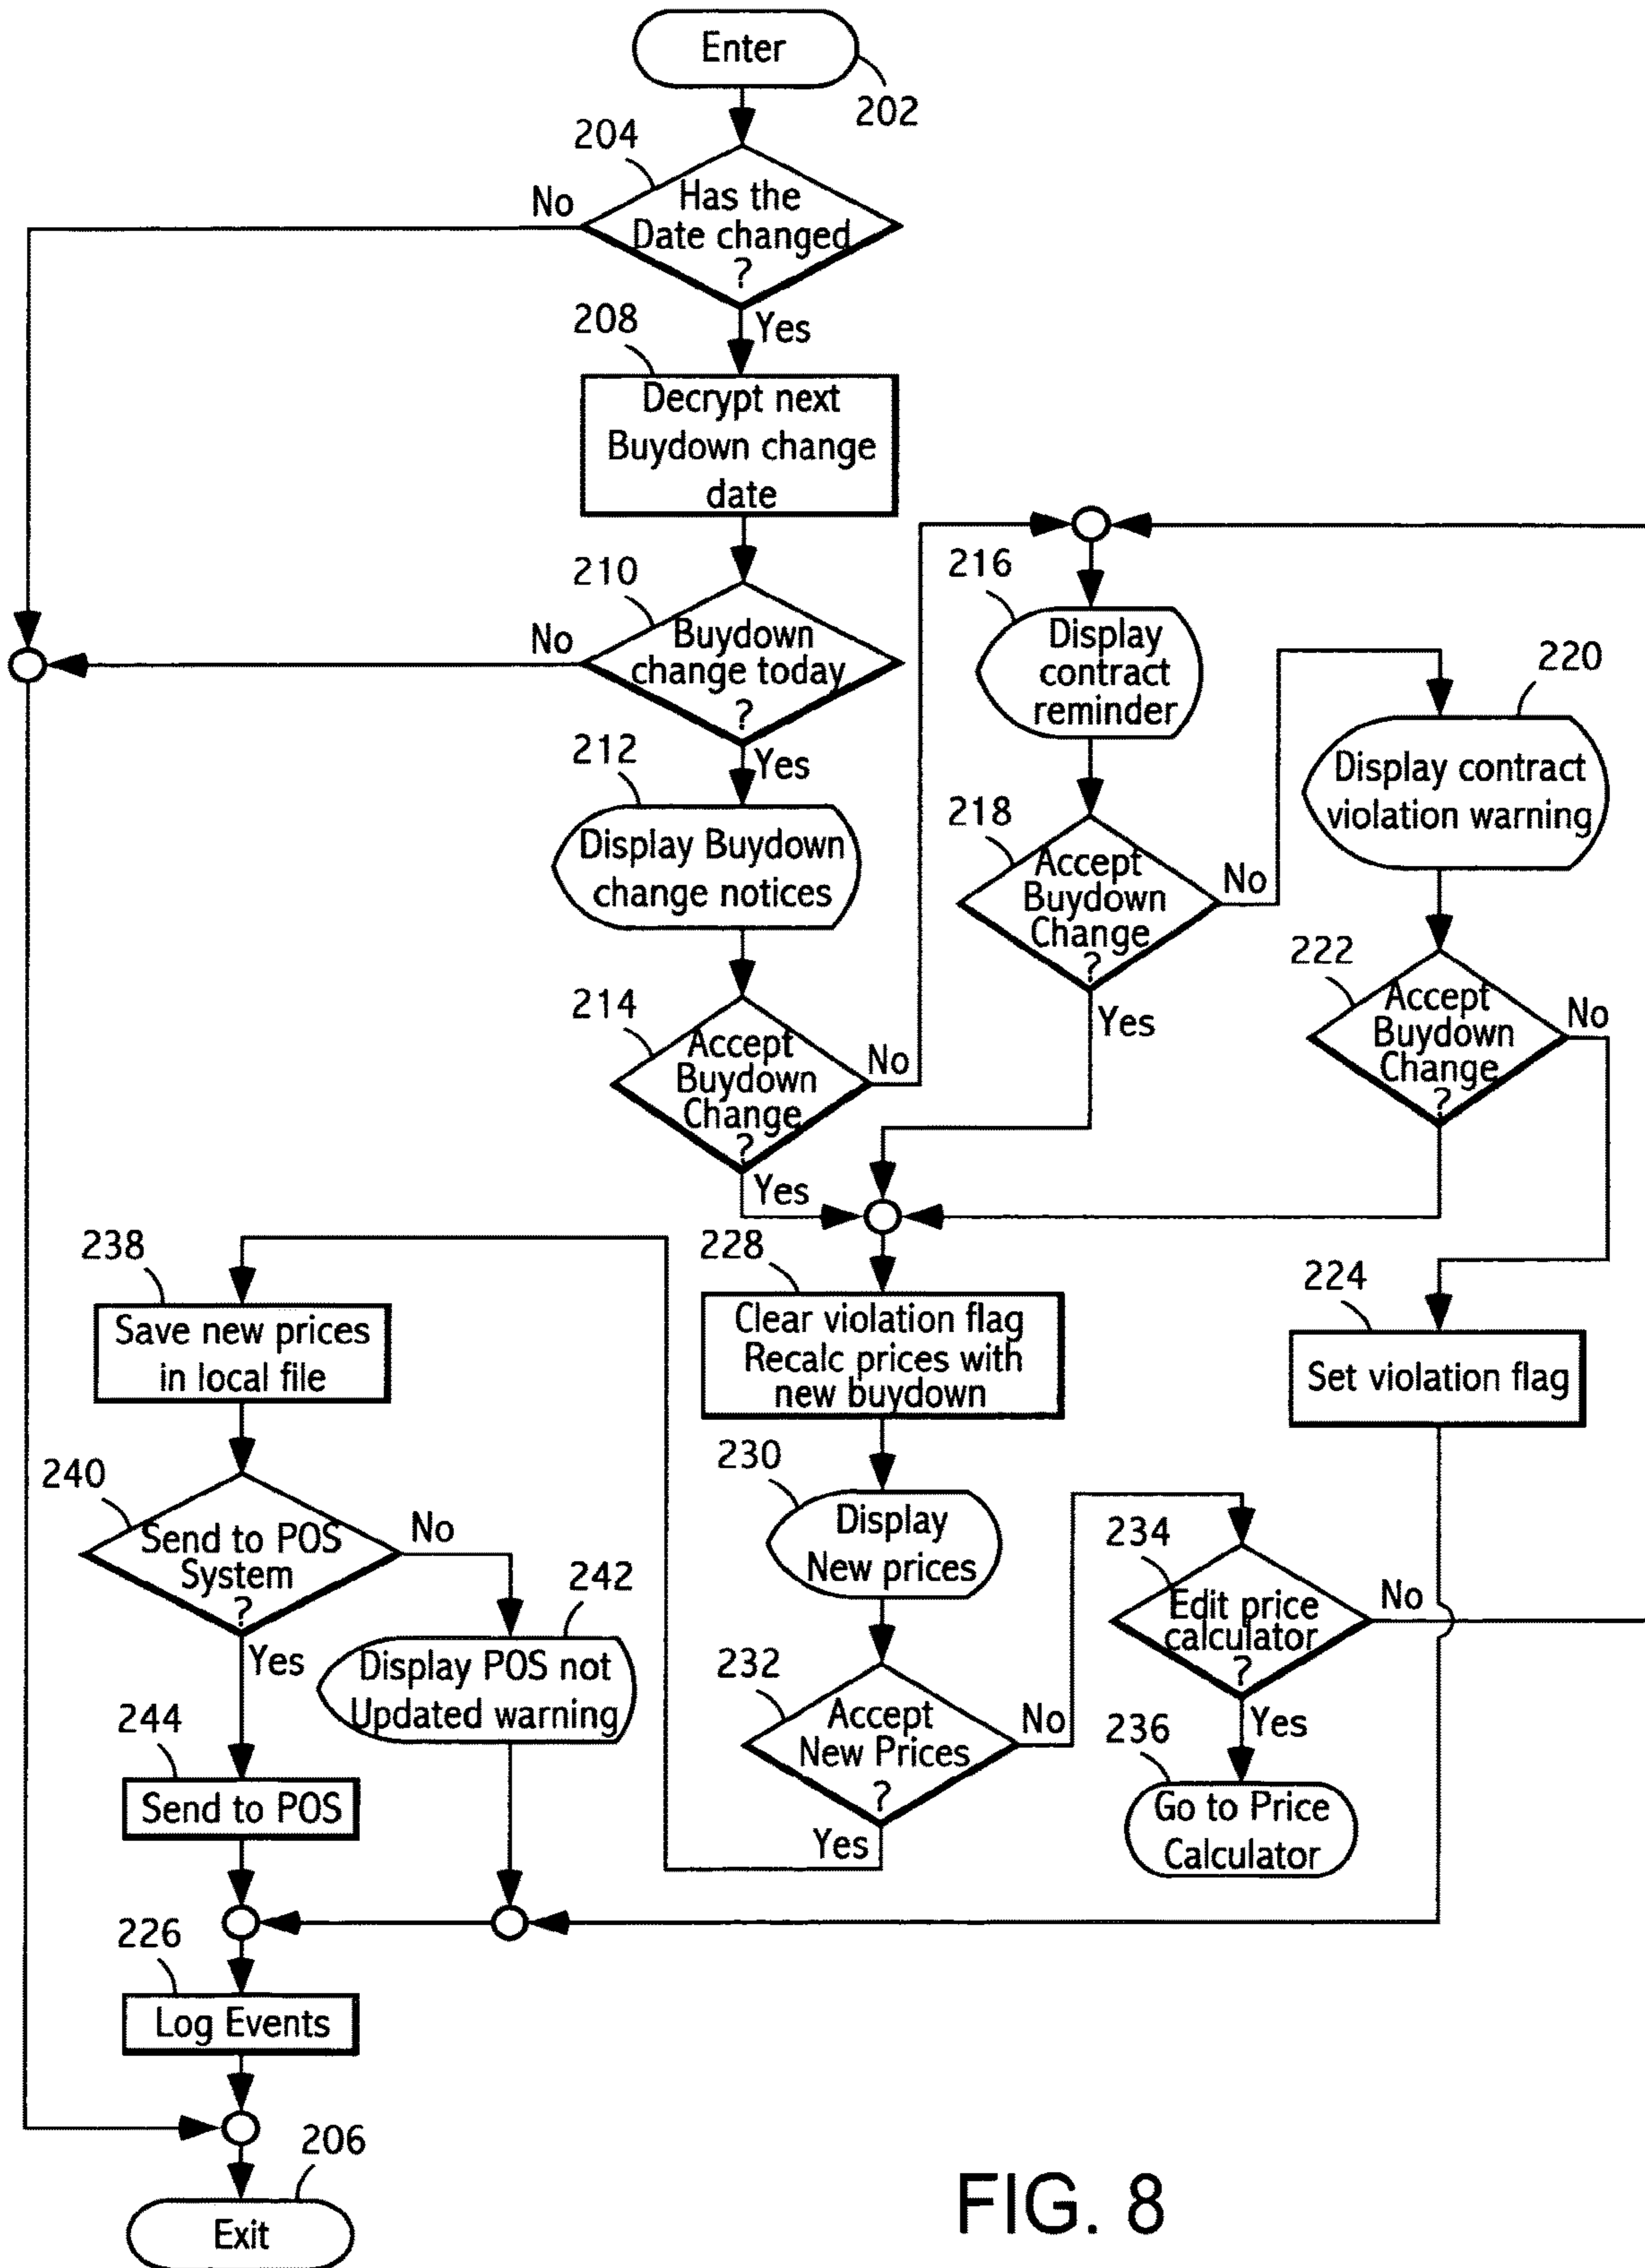 Enter
202
204
Has the
Date changed
?
No
Yes
208
Decrypt next
Buydown change
date
210
Buydown
change today
?
No
Yes
212
Display Buydown
change notices
214
Accept
Buydown
Change
?
No
Yes
216
Display
contract
reminder
218
Accept
Buydown
Change
?
No
Yes
220
Display contract
violation warning
222
Accept
Buydown
Change
?
No
224
Set violation flag
228
Clear violation flag
Recalc prices with
new buydown
230
Display
New prices
232
Accept
New Prices
?
No
Yes
234
Edit price
calculator
?
No
Yes
236
Go to Price
Calculator
238
Save new prices
in local file
240
Send to POS
System
?
No
Yes
242
Display POS not
Updated warning
244
Send to POS
226
Log Events
206
Exit
FIG. 8